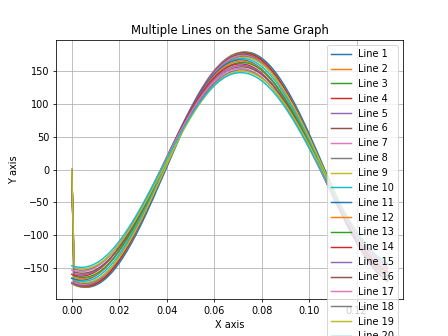 Multiple Lines on the Same Graph
Y axis
150
100
50
0
−50
−100
−150
0.00
0.02
0.04
0.06
0.08
0.10
X axis
Line 1
Line 2
Line 3
Line 4
Line 5
Line 6
Line 7
Line 8
Line 9
Line 10
Line 11
Line 12
Line 13
Line 14
Line 15
Line 16
Line 17
Line 18
Line 19
Line 20